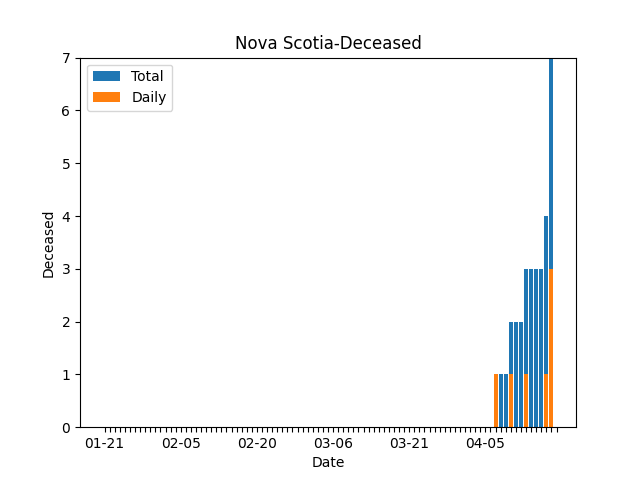 Nova Scotia-Deceased
Total
Daily
Deceased
7
6
5
4
3
2
1
0
01-21 02-05 02-20 03-06 03-21 04-05
Date